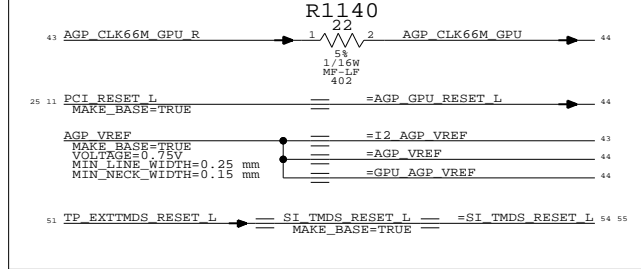 R1140
22
43 AGP_CLK66M_GPU_R 1 2 AGP_CLK66M_GPU 44
5%
1/16W
MF-LF
402
25 11 PCI_RESET_L =AGP_GPU_RESET_L 44
MAKE_BASE=TRUE
AGP_VREF =I2_AGP_VREF 43
MAKE_BASE=TRUE
VOLTAGE=0.75V =AGP_VREF 44
MIN_LINE_WIDTH=0.25 mm
MIN_NECK_WIDTH=0.15 mm =GPU_AGP_VREF 44
51 TP_EXTTMDS_RESET_L SI_TMDS_RESET_L =SI_TMDS_RESET_L 54 55
MAKE_BASE=TRUE